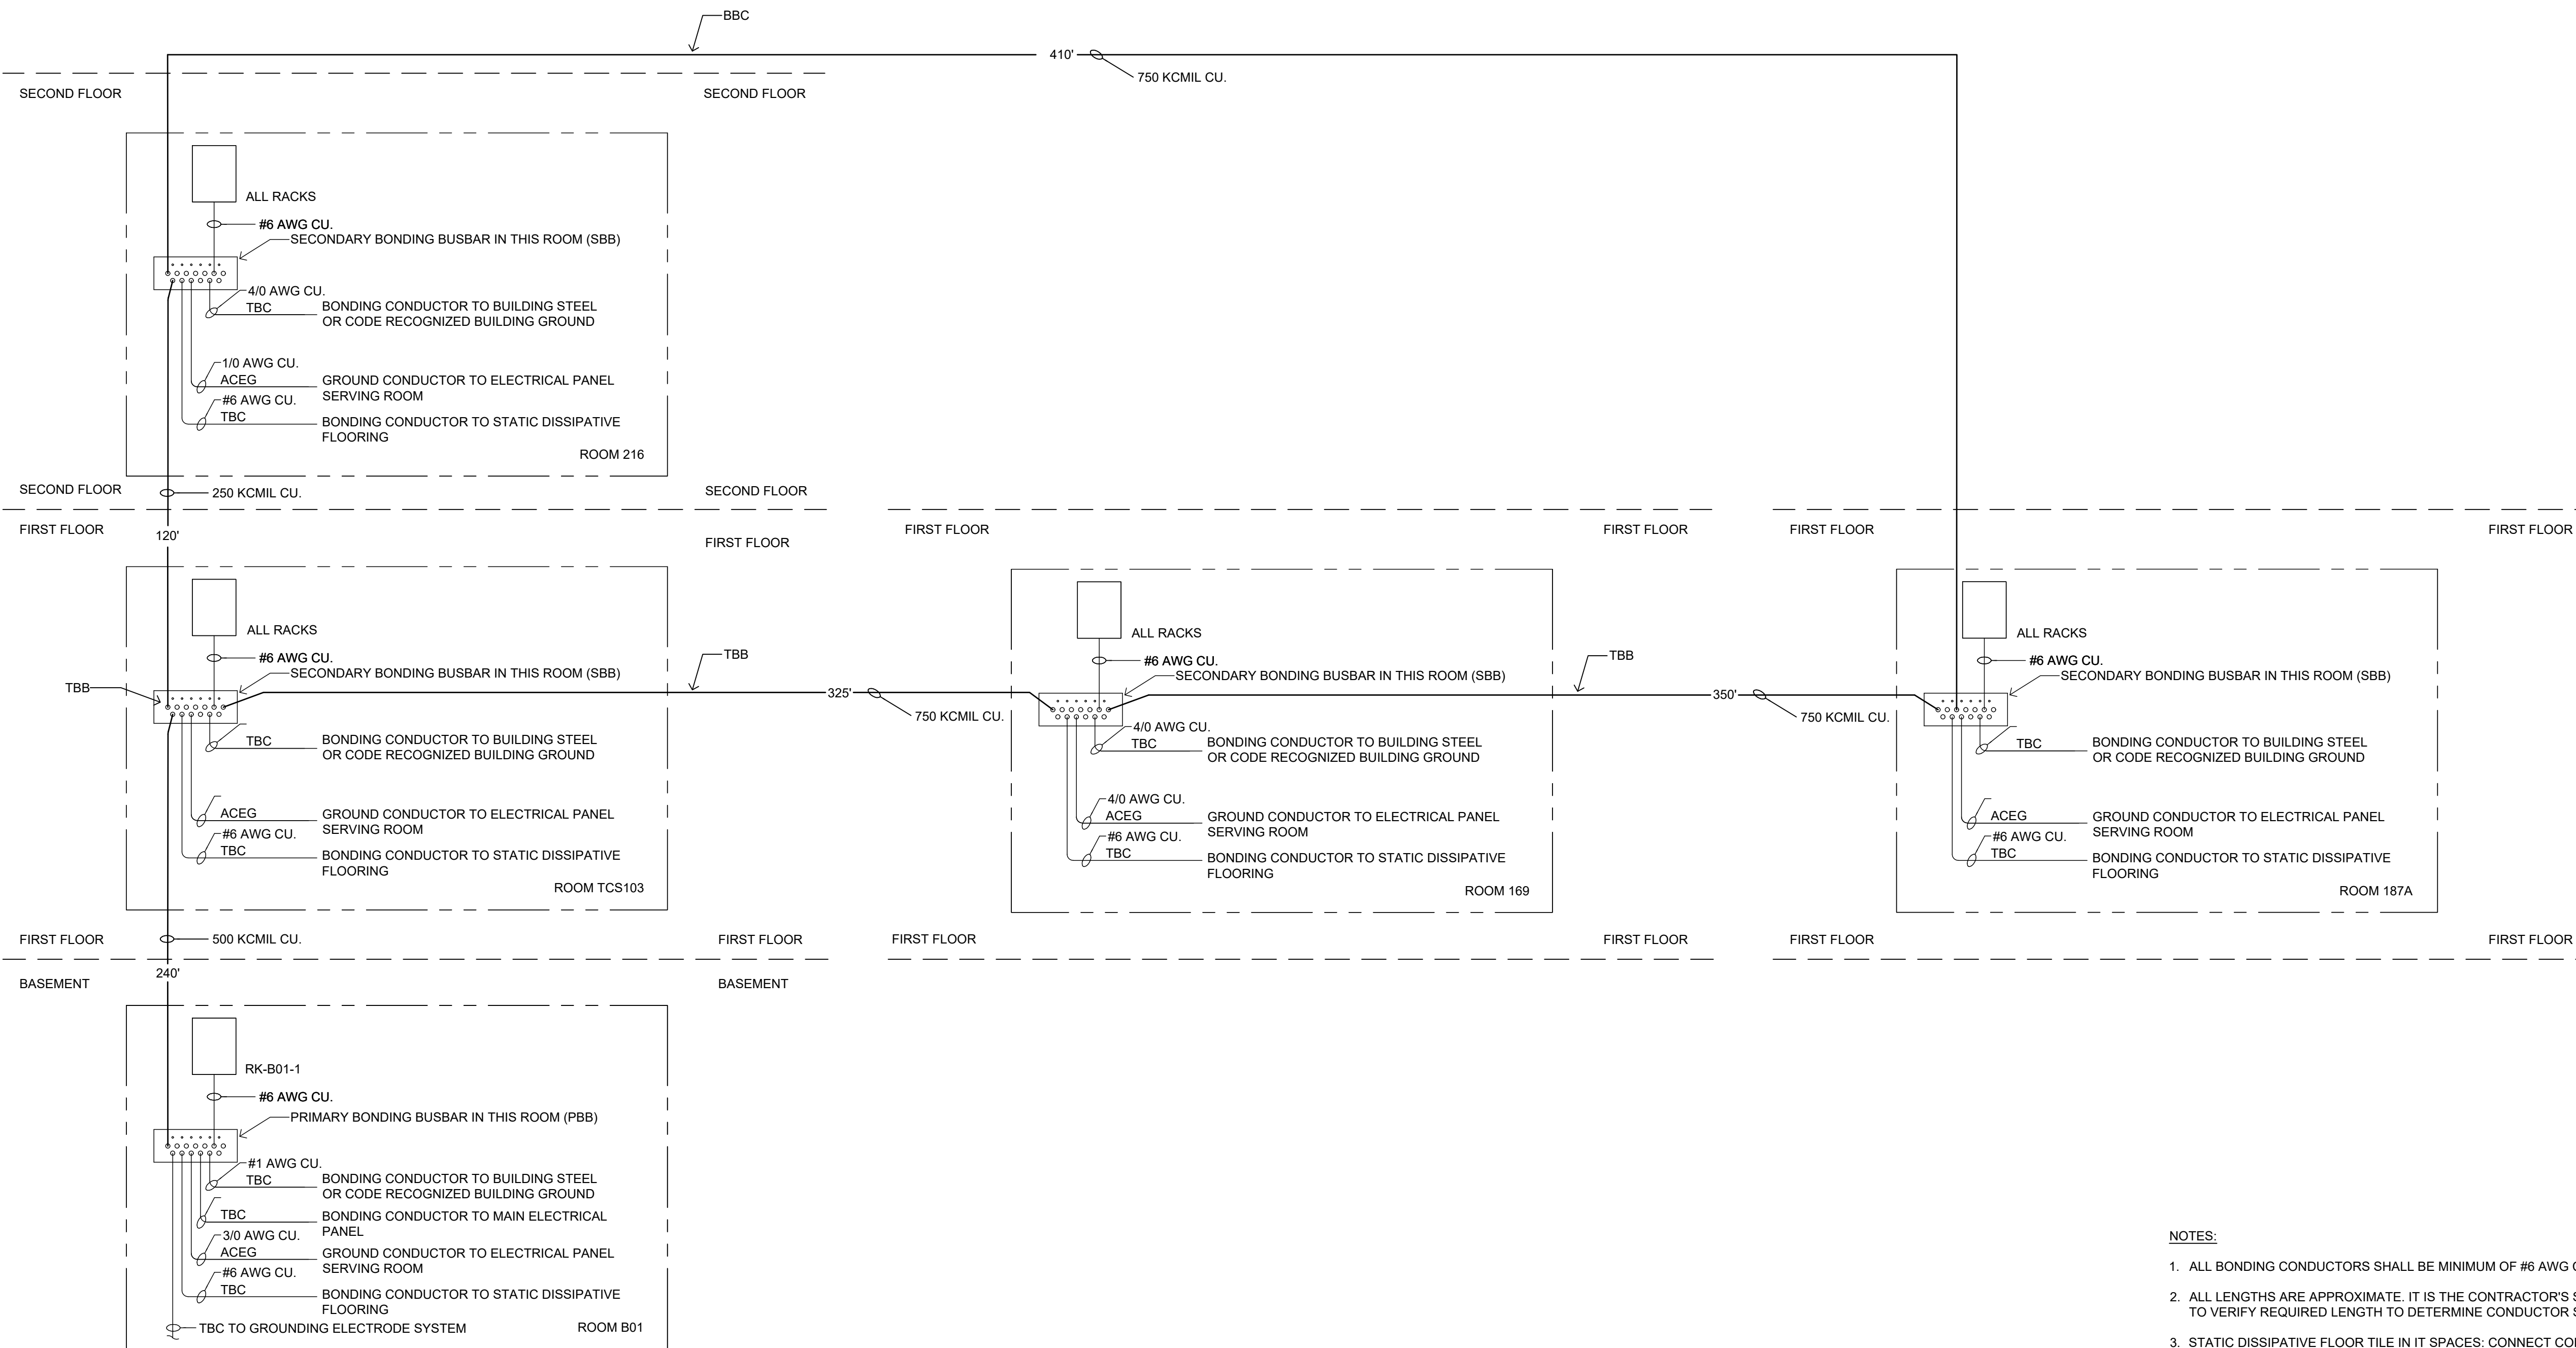 BBC
410'
750 KCMIL CU.
SECOND FLOOR
SECOND FLOOR
ALL RACKS
#6 AWG CU.
SECONDARY BONDING BUSBAR IN THIS ROOM (SBB)
4/0 AWG CU.
TBC
BONDING CONDUCTOR TO BUILDING STEEL
OR CODE RECOGNIZED BUILDING GROUND
1/0 AWG CU.
ACEG
GROUND CONDUCTOR TO ELECTRICAL PANEL
SERVING ROOM
#6 AWG CU.
TBC
BONDING CONDUCTOR TO STATIC DISSIPATIVE
FLOORING
ROOM 216
SECOND FLOOR
250 KCMIL CU.
SECOND FLOOR
FIRST FLOOR
120'
FIRST FLOOR
FIRST FLOOR
FIRST FLOOR
FIRST FLOOR
FIRST FLOOR
ALL RACKS
#6 AWG CU.
SECONDARY BONDING BUSBAR IN THIS ROOM (SBB)
TBB
TBB
325'
750 KCMIL CU.
TBC
BONDING CONDUCTOR TO BUILDING STEEL
OR CODE RECOGNIZED BUILDING GROUND
ACEG
GROUND CONDUCTOR TO ELECTRICAL PANEL
SERVING ROOM
#6 AWG CU.
TBC
BONDING CONDUCTOR TO STATIC DISSIPATIVE
FLOORING
ROOM TCS103
ALL RACKS
#6 AWG CU.
SECONDARY BONDING BUSBAR IN THIS ROOM (SBB)
TBB
350'
750 KCMIL CU.
4/0 AWG CU.
TBC
BONDING CONDUCTOR TO BUILDING STEEL
OR CODE RECOGNIZED BUILDING GROUND
4/0 AWG CU.
ACEG
GROUND CONDUCTOR TO ELECTRICAL PANEL
SERVING ROOM
#6 AWG CU.
TBC
BONDING CONDUCTOR TO STATIC DISSIPATIVE
FLOORING
ROOM 169
ALL RACKS
#6 AWG CU.
SECONDARY BONDING BUSBAR IN THIS ROOM (SBB)
TBC
BONDING CONDUCTOR TO BUILDING STEEL
OR CODE RECOGNIZED BUILDING GROUND
ACEG
GROUND CONDUCTOR TO ELECTRICAL PANEL
SERVING ROOM
#6 AWG CU.
TBC
BONDING CONDUCTOR TO STATIC DISSIPATIVE
FLOORING
ROOM 187A
FIRST FLOOR
500 KCMIL CU.
FIRST FLOOR
FIRST FLOOR
FIRST FLOOR
FIRST FLOOR
FIRST FLOOR
240'
BASEMENT
BASEMENT
RK-B01-1
#6 AWG CU.
PRIMARY BONDING BUSBAR IN THIS ROOM (PBB)
#1 AWG CU.
TBC
BONDING CONDUCTOR TO BUILDING STEEL
OR CODE RECOGNIZED BUILDING GROUND
TBC
BONDING CONDUCTOR TO MAIN ELECTRICAL
PANEL
3/0 AWG CU.
ACEG
GROUND CONDUCTOR TO ELECTRICAL PANEL
SERVING ROOM
#6 AWG CU.
TBC
BONDING CONDUCTOR TO STATIC DISSIPATIVE
FLOORING
TBC TO GROUNDING ELECTRODE SYSTEM
ROOM B01
NOTES:
1. ALL BONDING CONDUCTORS SHALL BE MINIMUM OF #6 AWG
2. ALL LENGTHS ARE APPROXIMATE. IT IS THE CONTRACTOR'S
TO VERIFY REQUIRED LENGTH TO DETERMINE CONDUCTOR
3. STATIC DISSIPATIVE FLOOR TILE IN IT SPACES: CONNECT